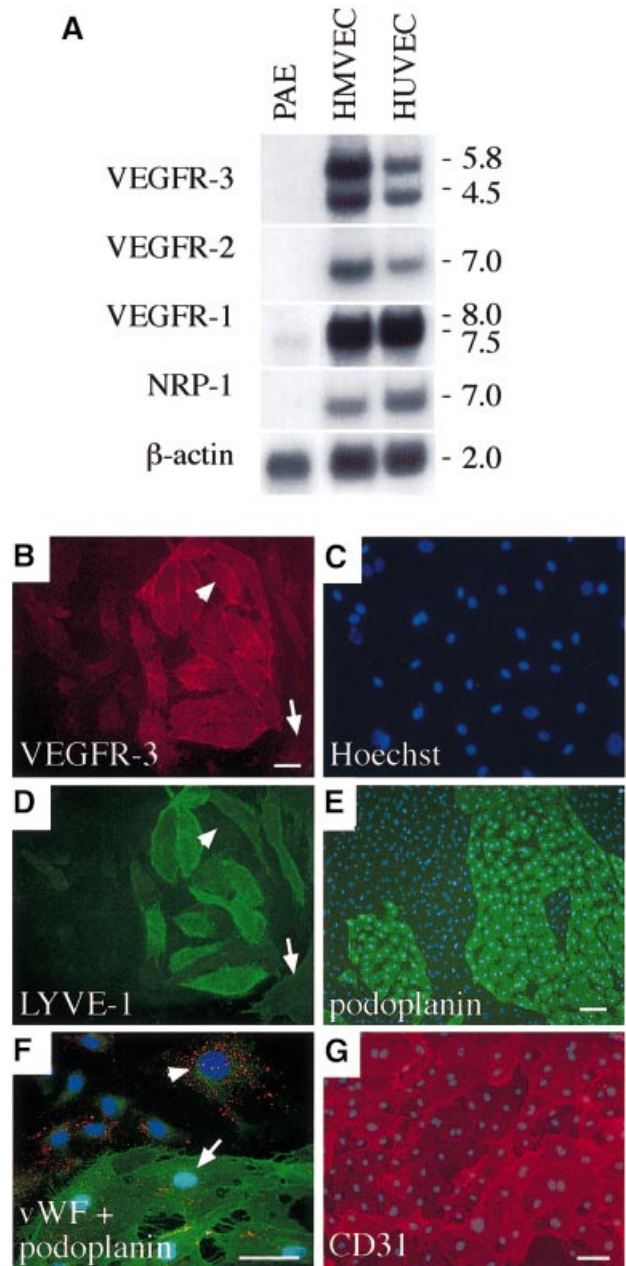 A
PAE
HMVEC
HUVEC
VEGFR-3
- 5.8
- 4.5
VEGFR-2
- 7.0
VEGFR-1
- 8.0
- 7.5
NRP-1
- 7.0
β-actin
- 2.0
B
VEGFR-3
C
Hoechst
D
LYVE-1
E
podoplanin
F
vWF +
podoplanin
G
CD31